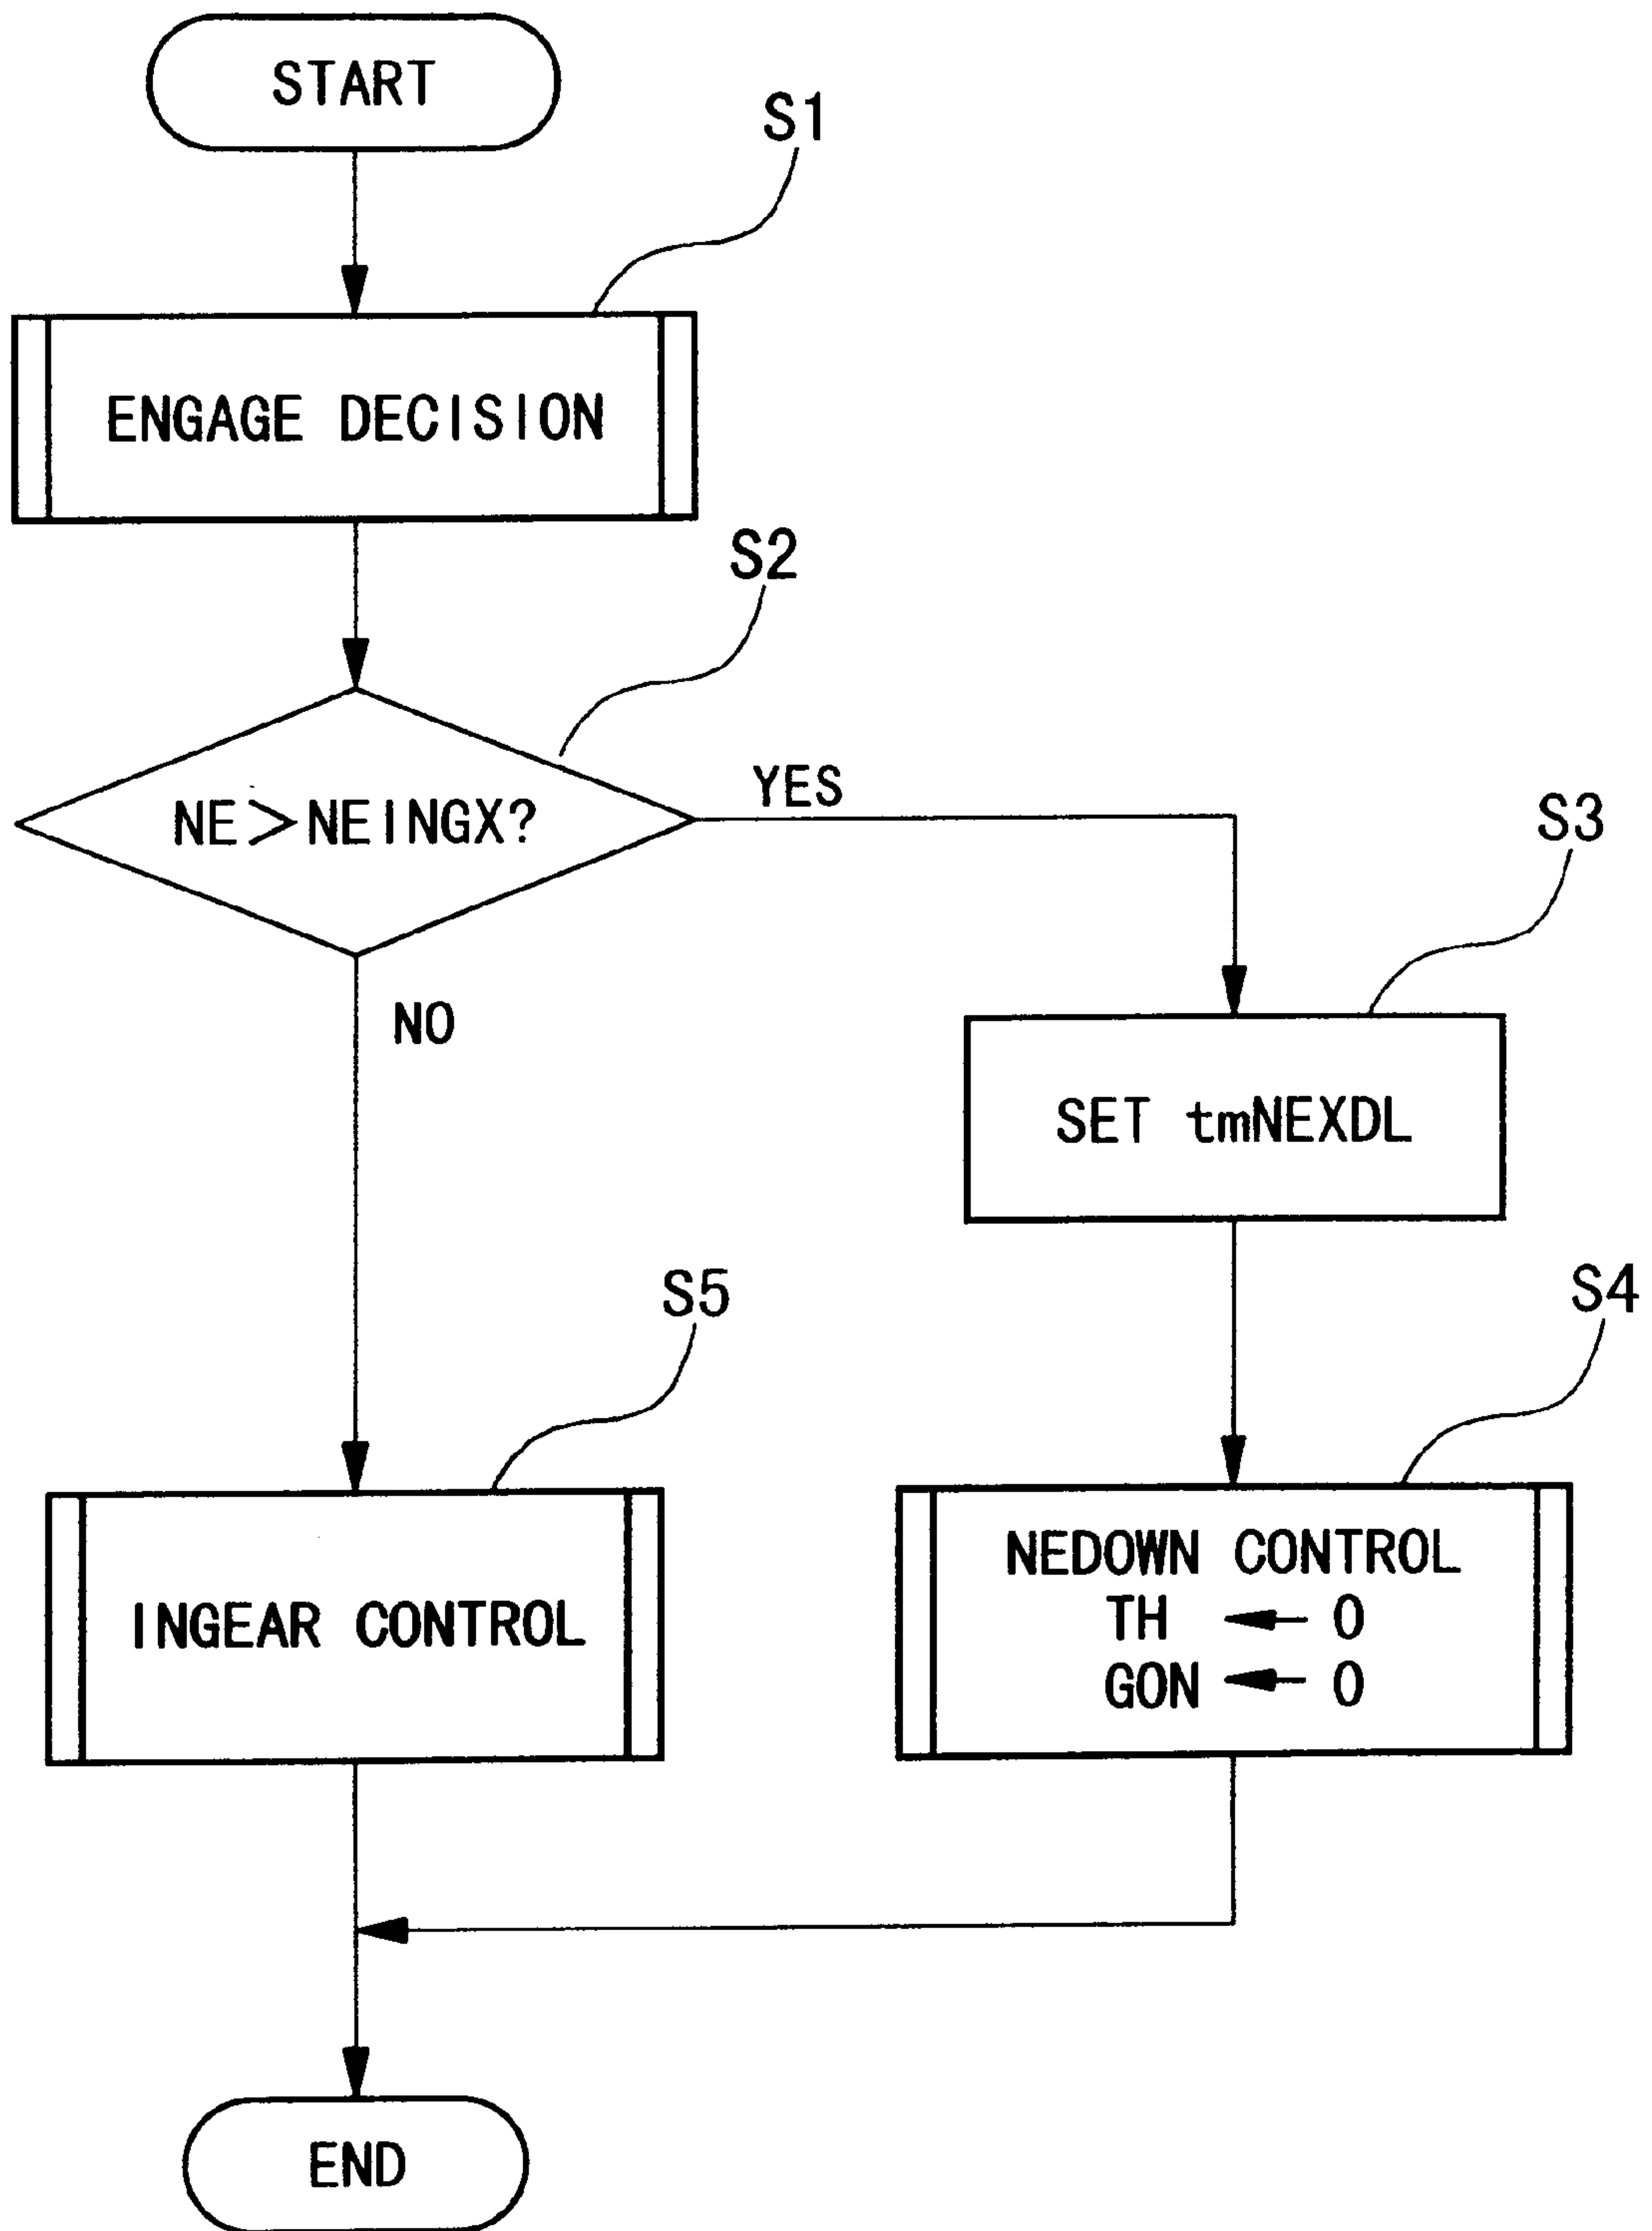 START
S1
ENGAGE DECISION
S2
NE>NEINGX?
YES
S3
NO
SET tmNEXDL
S5
S4
INGEAR CONTROL
NEDOWN CONTROL
TH ← 0
GON ← 0
END